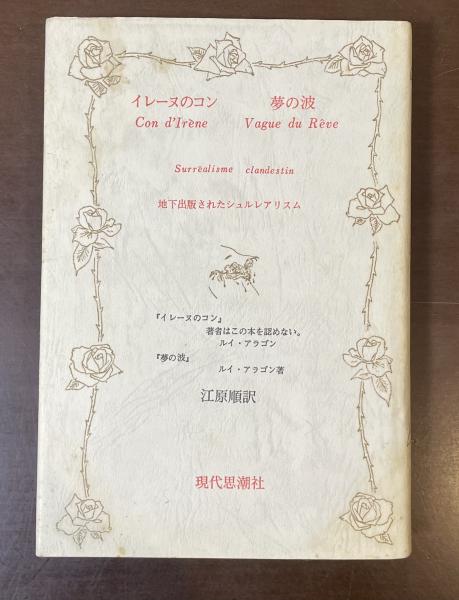 イレーヌのコン 夢の波
Con d'Irène Vague du Rêve
Surréalisme clandestin
地下出版されたシュルレアリスム
『イレーヌのコン』
著者はこの本を認めない。
ルイ・アラゴン
『夢の波』
ルイ・アラゴン著
江原順訳
現代思潮社